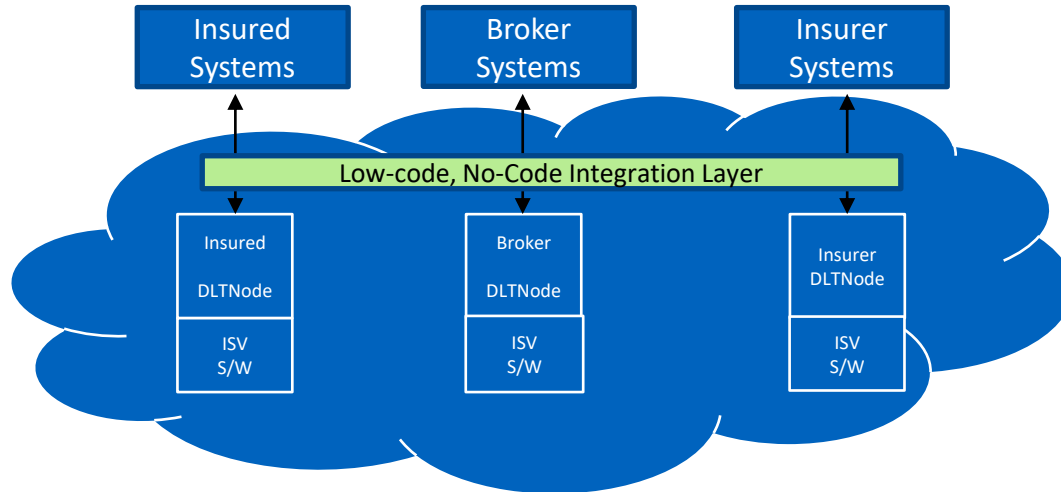 Insured
Systems
Broker
Systems
Insurer
Systems
Low-code, No-Code Integration Layer
Insured
DLTNode
Broker
DLTNode
Insurer
DLTNode
ISV
S/W
ISV
S/W
ISV
S/W